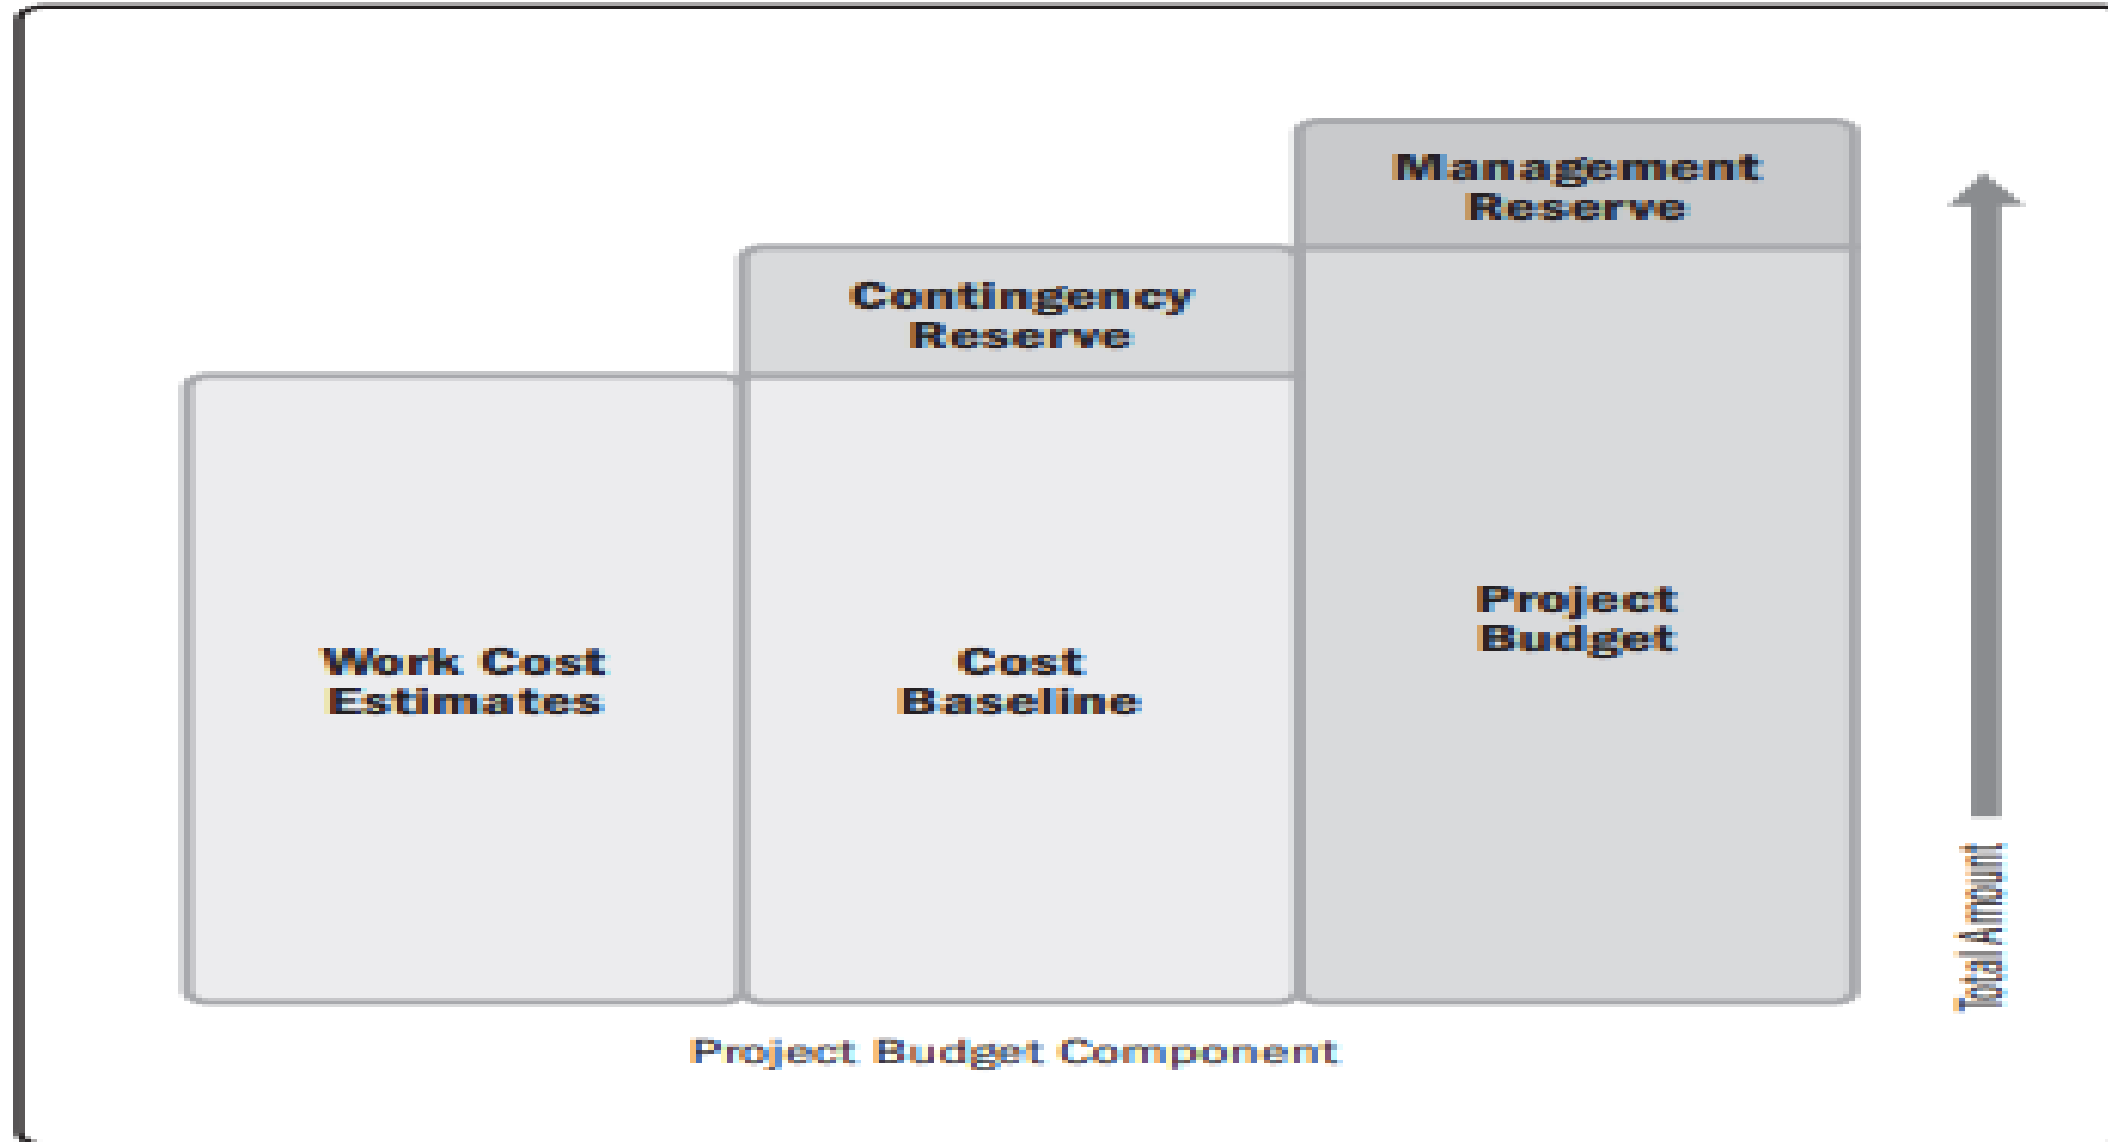 Management
Reserve
Contingency
Reserve
Project
Budget
Work Cost
Estimates
Cost
Baseline
Total Amount
Project Budget Component